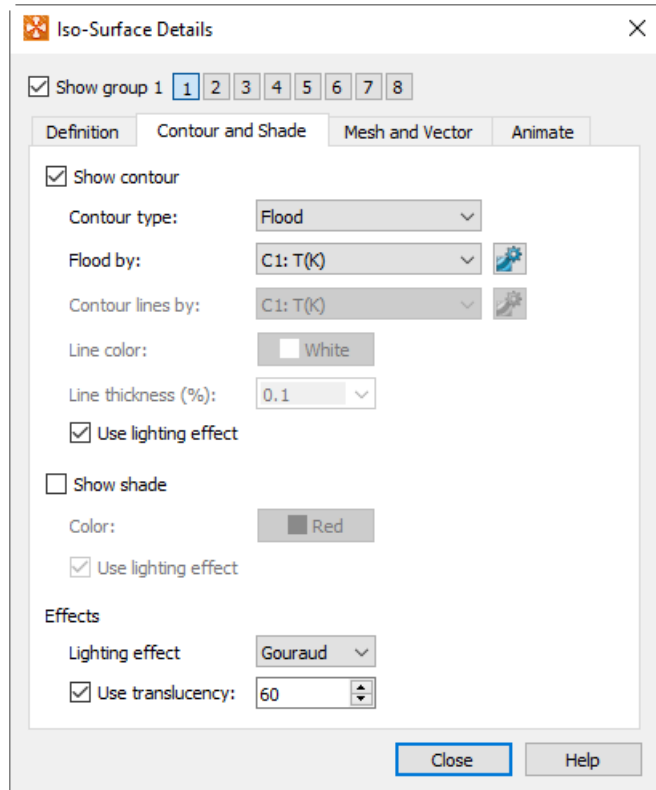 Iso-Surface Details
Show group 1 1 2 3 4 5 6 7 8
Definition Contour and Shade Mesh and Vector Animate
Show contour
Contour type: Flood
Flood by: C1: T(K)
Contour lines by: C1: T(K)
Line color: White
Line thickness (%): 0.1
Use lighting effect
Show shade
Color: Red
Use lighting effect
Effects
Lighting effect Gouraud
Use translucency: 60
Close Help